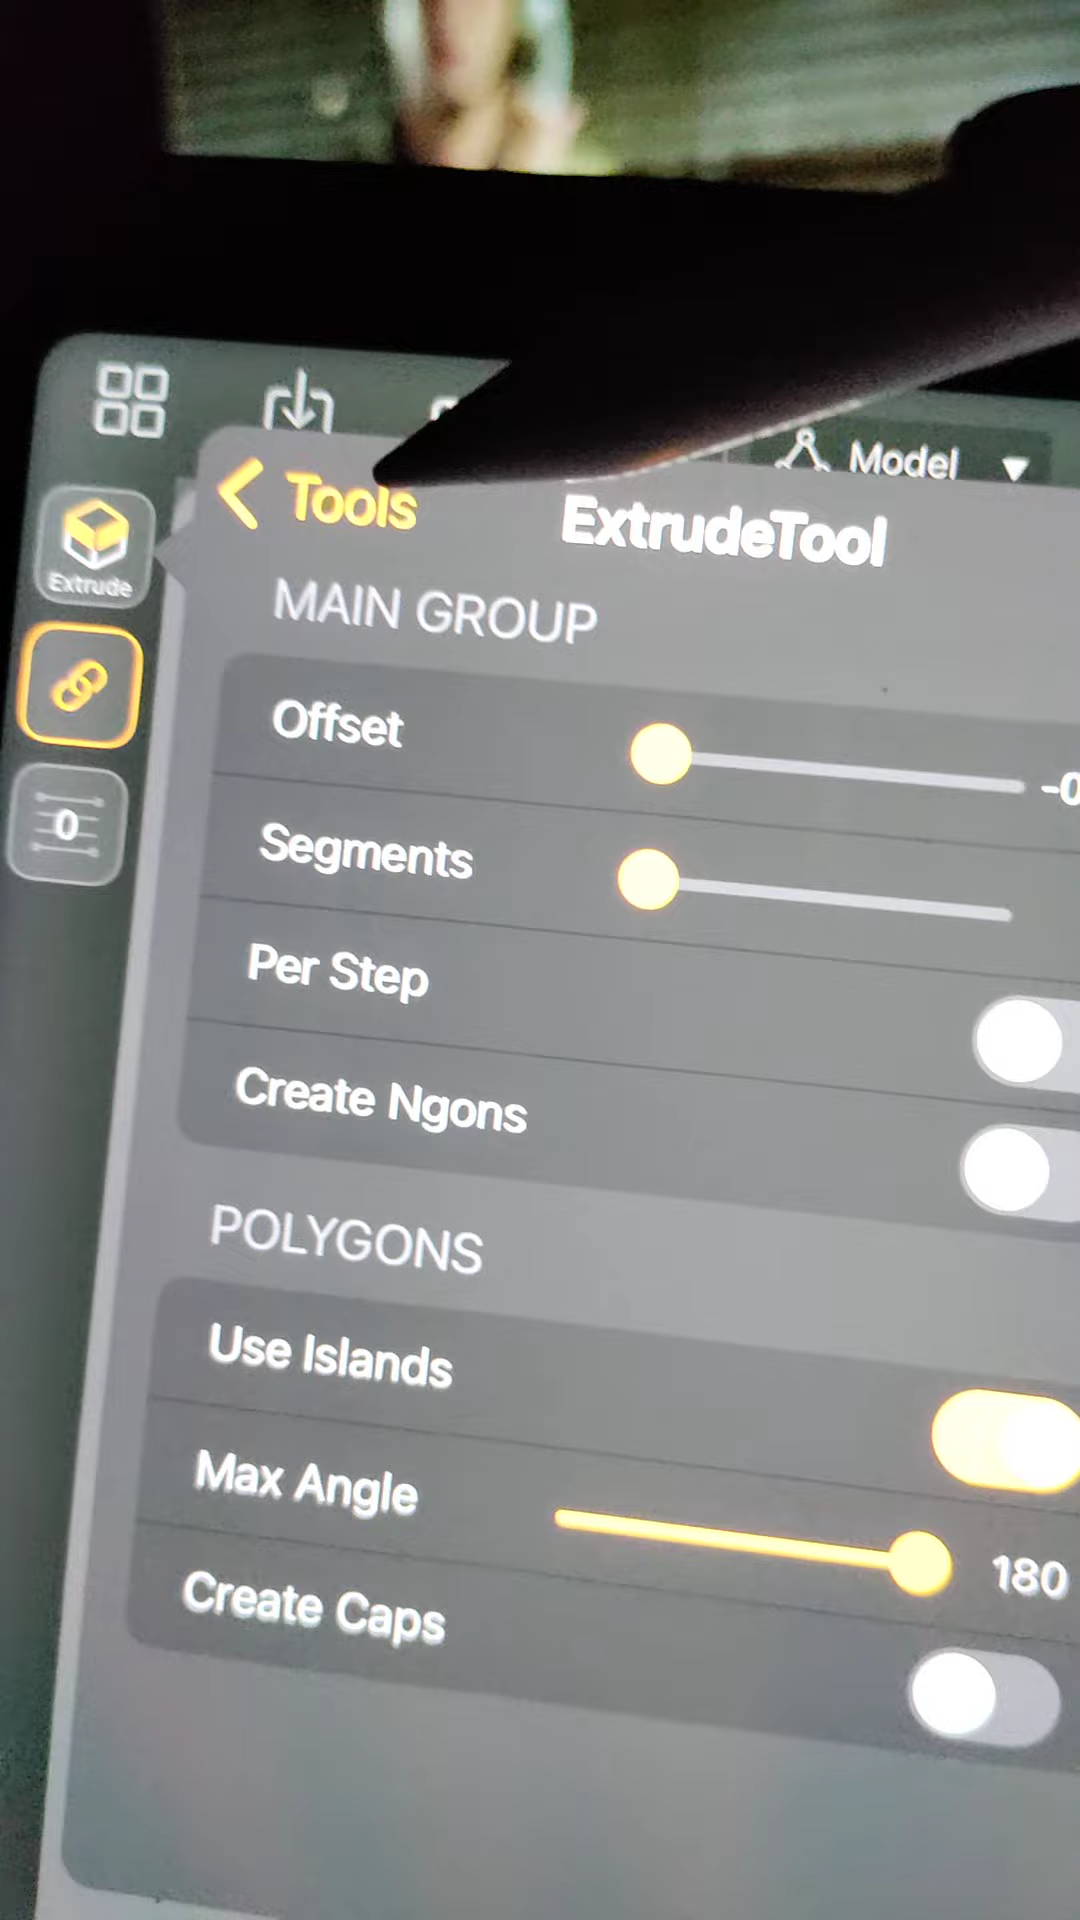 Model
Tools
ExtrudeTool
Extrude
MAIN GROUP
Offset
Segments
0
Per Step
Create Ngons
POLYGONS
Use Islands
Max Angle
180
Create Caps